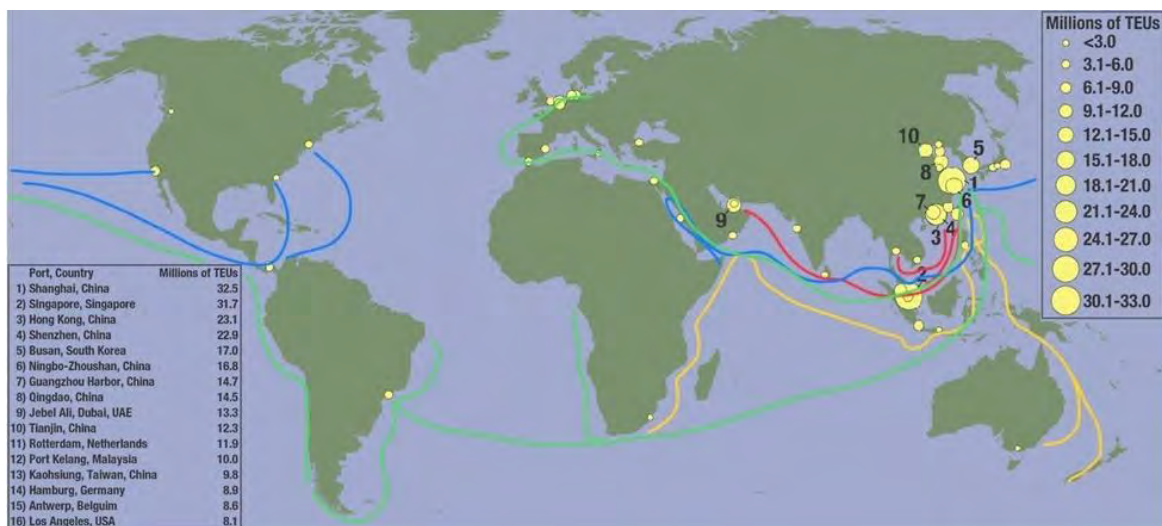 Millions of TEUs
<3.0
3.1-6.0
6.1-9.0
9.1-12.0
12.1-15.0
15.1-18.0
18.1-21.0
21.1-24.0
24.1-27.0
27.1-30.0
30.1-33.0
10
5
8
1
7
6
9
3
4
2
Port, Country Millions of TEUs
1) Shanghai, China 32.5
2) Singapore, Singapore 31.7
3) Hong Kong, China 23.1
4) Shenzhen, China 22.9
5) Busan, South Korea 17.0
6) Ningbo-Zhoushan, China 16.8
7) Guangzhou Harbor, China 14.7
8) Qingdao, China 14.5
9) Jebel Ali, Dubai, UAE 13.3
10) Tianjin, China 12.3
11) Rotterdam, Netherlands 11.9
12) Port Kelang, Malaysia 10.0
13) Kaohsiung, Taiwan, China 9.8
14) Hamburg, Germany 8.9
15) Antwerp, Belguim 8.6
16) Los Angeles, USA 8.1